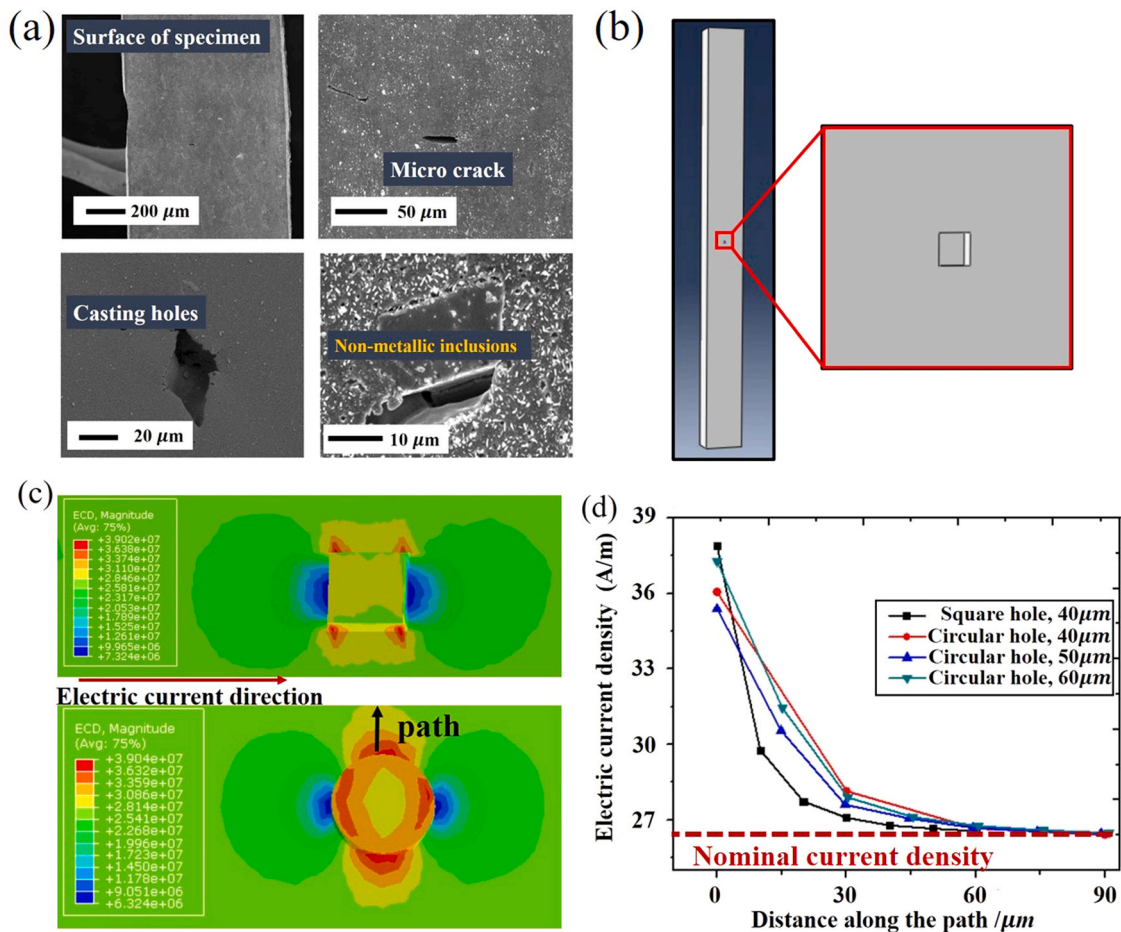 (a)
Surface of specimen
200 μm
Micro crack
50 μm
Casting holes
20 μm
Non-metallic inclusions
10 μm
(b)
(c)
ECD, Magnitude
(Avg: 75%)
+3.902e+07
+3.638e+07
+3.374e+07
+3.110e+07
+2.846e+07
+2.581e+07
+2.317e+07
+2.053e+07
+1.789e+07
+1.525e+07
+1.261e+07
+9.965e+06
+7.324e+06
Electric current direction
path
ECD, Magnitude
(Avg: 75%)
+3.904e+07
+3.632e+07
+3.359e+07
+3.086e+07
+2.814e+07
+2.541e+07
+2.268e+07
+1.996e+07
+1.723e+07
+1.450e+07
+1.178e+07
+9.051e+06
+6.324e+06
(d)
Electric current density (A/m)
39
36
33
30
27
Square hole, 40μm
Circular hole, 40μm
Circular hole, 50μm
Circular hole, 60μm
Nominal current density
0 30 60 90
Distance along the path /μm